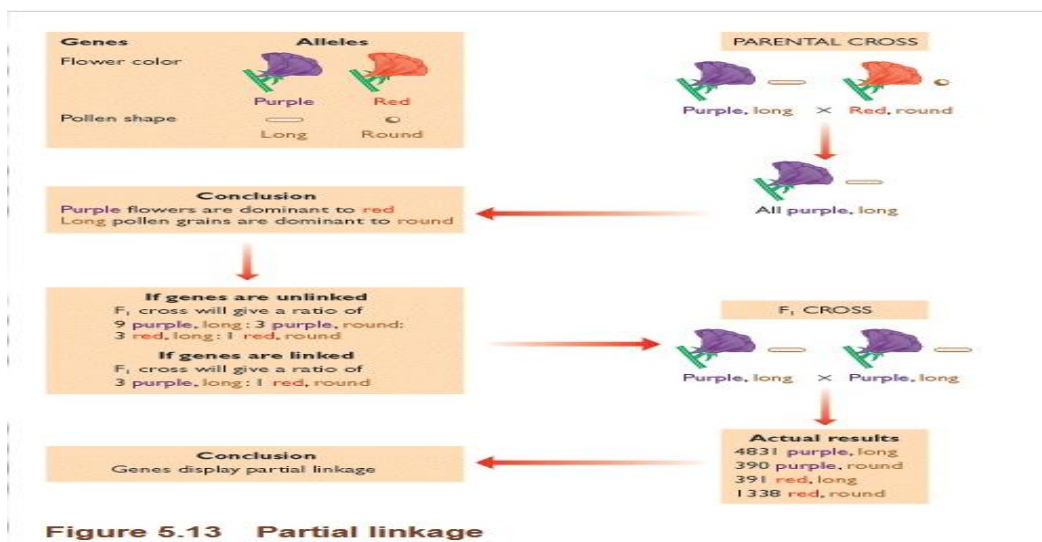 Genes Alleles
Flower color
Purple Red
Pollen shape
Long Round
PARENTAL CROSS
Purple, long × Red, round
All purple, long
Conclusion
Purple flowers are dominant to red
Long pollen grains are dominant to round
If genes are unlinked
F₁ cross will give a ratio of
9 purple, long : 3 purple, round:
3 red, long : 1 red, round
If genes are linked
F₁ cross will give a ratio of
3 purple, long : 1 red, round
F₁ CROSS
Purple, long × Purple, long
Actual results
4831 purple, long
390 purple, round
391 red, long
1338 red, round
Conclusion
Genes display partial linkage
Figure 5.13 Partial linkage